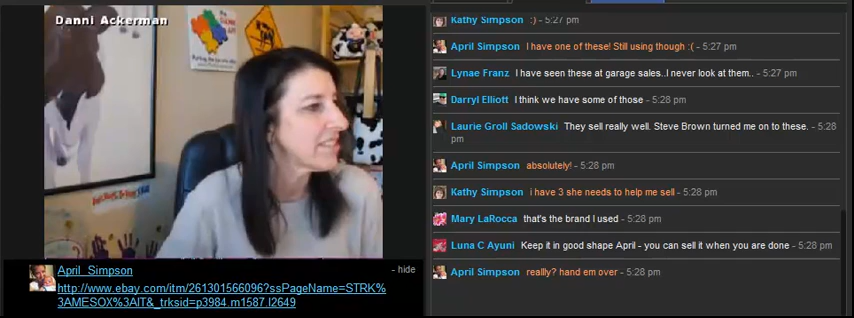 Danni Ackerman
April_Simpson
- hide
http://www.ebay.com/itm/261301566096?ssPageName=STRK%
3AMESOX%3AIT&_trksid=p3984.m1587.l2649
Kathy Simpson :) - 5:27 pm
April Simpson I have one of these! Still using though :( - 5:27 pm
Lynae Franz I have seen these at garage sales..I never look at them.. - 5:27 pm
Darryl Elliott I think we have some of those - 5:28 pm
Laurie Groll Sadowski They sell really well. Steve Brown turned me on to these. - 5:28
pm
April Simpson absolutely! - 5:28 pm
Kathy Simpson i have 3 she needs to help me sell - 5:28 pm
Mary LaRocca that's the brand I used - 5:28 pm
Luna C Ayuni Keep it in good shape April - you can sell it when you are done - 5:28 pm
April Simpson reallly? hand em over - 5:28 pm